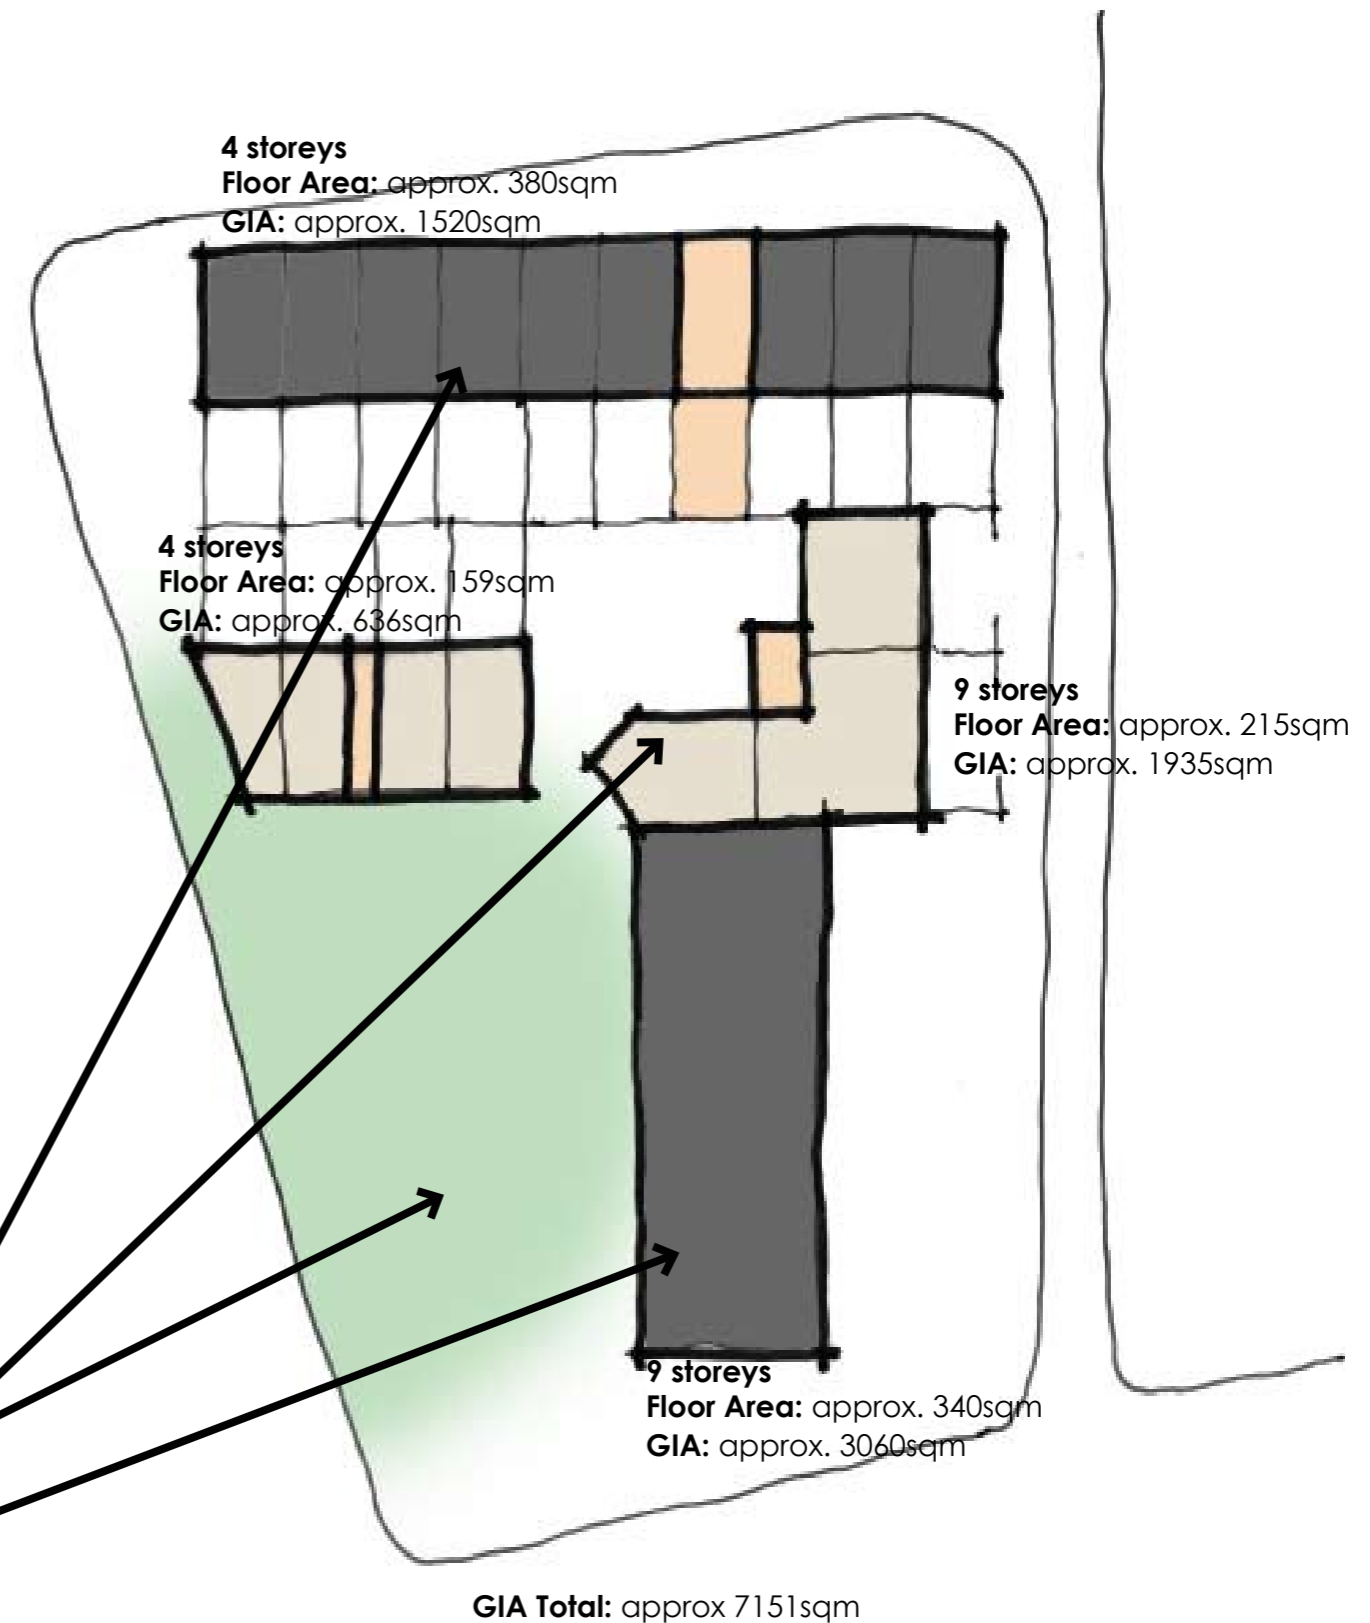 4 storeys
Floor Area: approx. 380sqm
GIA: approx. 1520sqm
4 storeys
Floor Area: approx. 159sqm
GIA: approx. 636sqm
9 storeys
Floor Area: approx. 215sqm
GIA: approx. 1935sqm
9 storeys
Floor Area: approx. 340sqm
GIA: approx. 3060sqm
GIA Total: approx 7151sqm